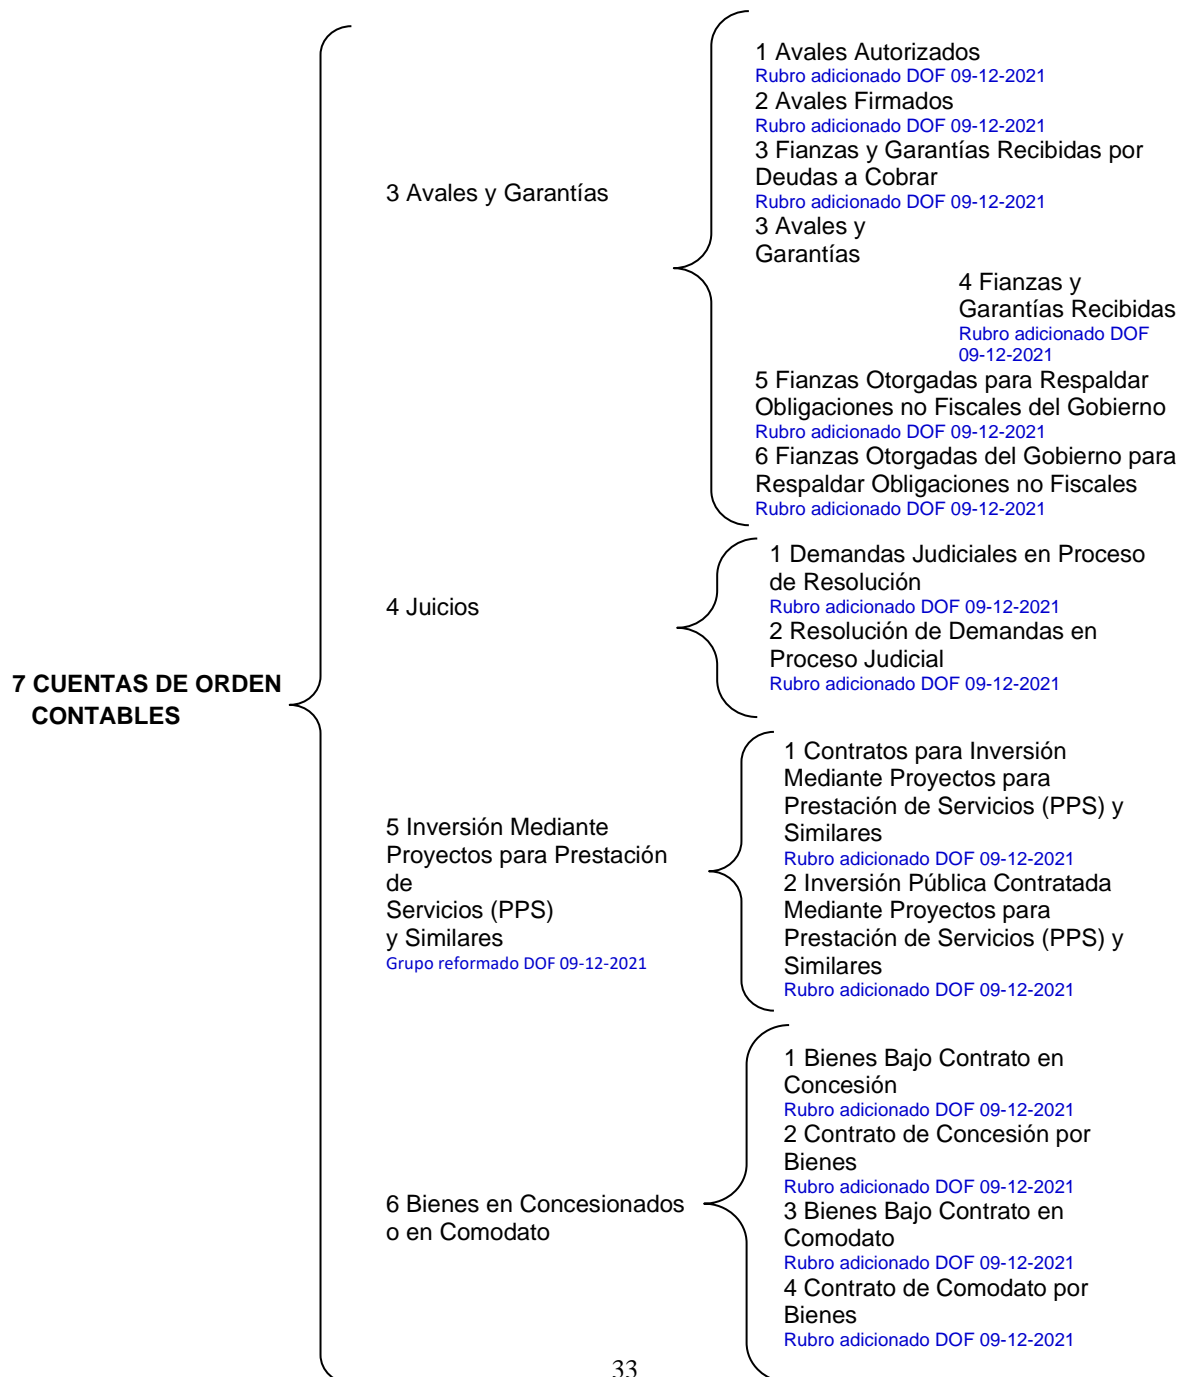 7 CUENTAS DE ORDEN
CONTABLES
3 Avales y Garantías
1 Avales Autorizados
Rubro adicionado DOF 09-12-2021
2 Avales Firmados
Rubro adicionado DOF 09-12-2021
3 Fianzas y Garantías Recibidas por
Deudas a Cobrar
Rubro adicionado DOF 09-12-2021
3 Avales y
Garantías
4 Fianzas y
Garantías Recibidas
Rubro adicionado DOF
09-12-2021
5 Fianzas Otorgadas para Respaldar
Obligaciones no Fiscales del Gobierno
Rubro adicionado DOF 09-12-2021
6 Fianzas Otorgadas del Gobierno para
Respaldar Obligaciones no Fiscales
Rubro adicionado DOF 09-12-2021
4 Juicios
1 Demandas Judiciales en Proceso
de Resolución
Rubro adicionado DOF 09-12-2021
2 Resolución de Demandas en
Proceso Judicial
Rubro adicionado DOF 09-12-2021
5 Inversión Mediante
Proyectos para Prestación
de
Servicios (PPS)
y Similares
Grupo reformado DOF 09-12-2021
1 Contratos para Inversión
Mediante Proyectos para
Prestación de Servicios (PPS) y
Similares
Rubro adicionado DOF 09-12-2021
2 Inversión Pública Contratada
Mediante Proyectos para
Prestación de Servicios (PPS) y
Similares
Rubro adicionado DOF 09-12-2021
6 Bienes en Concesionados
o en Comodato
1 Bienes Bajo Contrato en
Concesión
Rubro adicionado DOF 09-12-2021
2 Contrato de Concesión por
Bienes
Rubro adicionado DOF 09-12-2021
3 Bienes Bajo Contrato en
Comodato
Rubro adicionado DOF 09-12-2021
4 Contrato de Comodato por
Bienes
Rubro adicionado DOF 09-12-2021
33